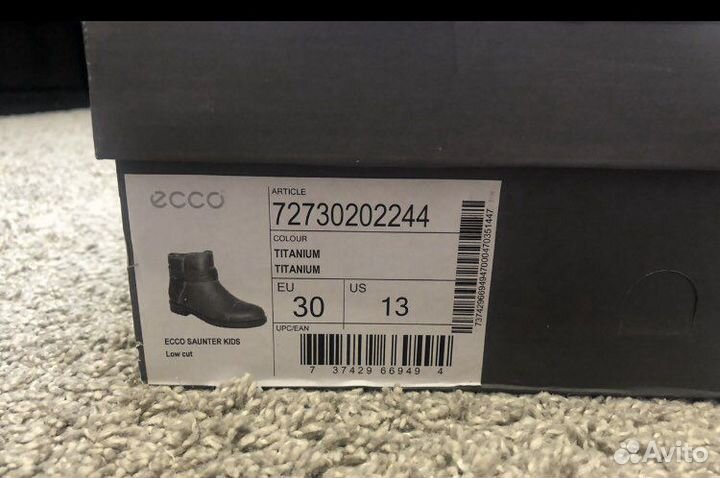 ecco
ARTICLE
72730202244
COLOUR
TITANIUM
TITANIUM
EU
30
US
13
UPC/EAN
7 37429 66949 4
ECCO SAUNTER KIDS
Low cut
Avito